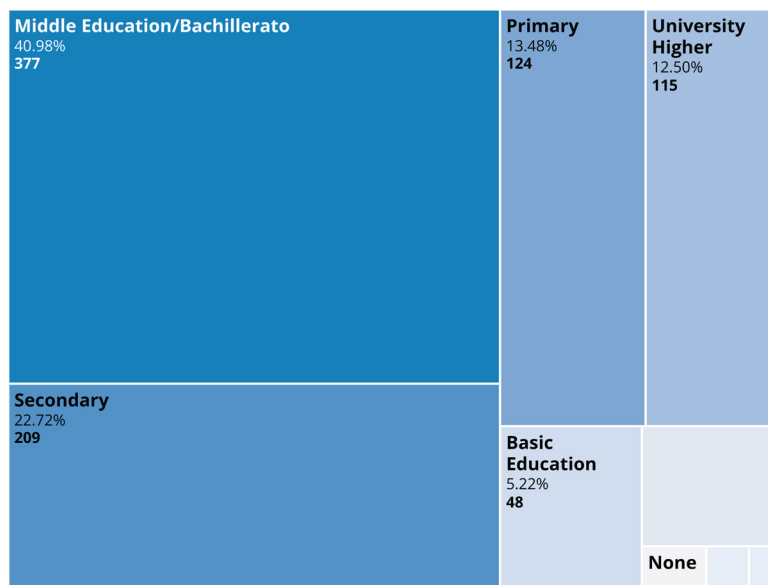 Middle Education/Bachillerato
40.98%
377
Primary
13.48%
124
University
Higher
12.50%
115
Secondary
22.72%
209
Basic
Education
5.22%
48
None